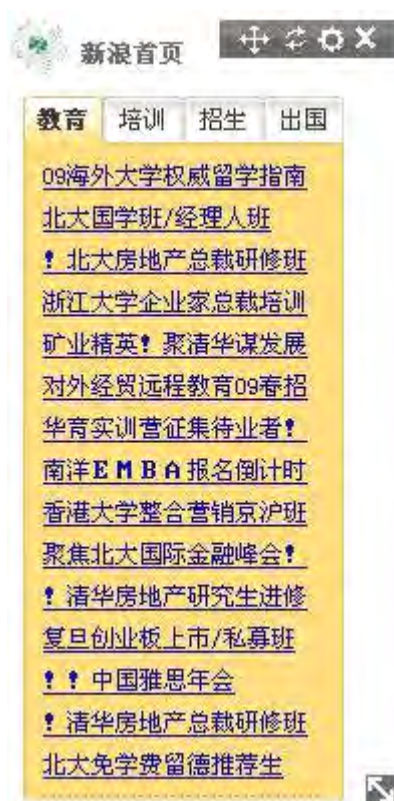 新浪首页
教育 培训 招生 出国
09海外大学权威留学指南
北大国学班/经理人班
！北大房地产总裁研修班
浙江大学企业家总裁培训
矿业精英！聚清华谋发展
对外经贸远程教育09春招
华育实训营征集待业者！
南洋EMBA报名倒计时
香港大学整合营销京沪班
聚焦北大国际金融峰会！
！清华房地产研究生进修
复旦创业板上市/私募班
！！中国雅思年会
！清华房地产总裁研修班
北大免学费留德推荐生